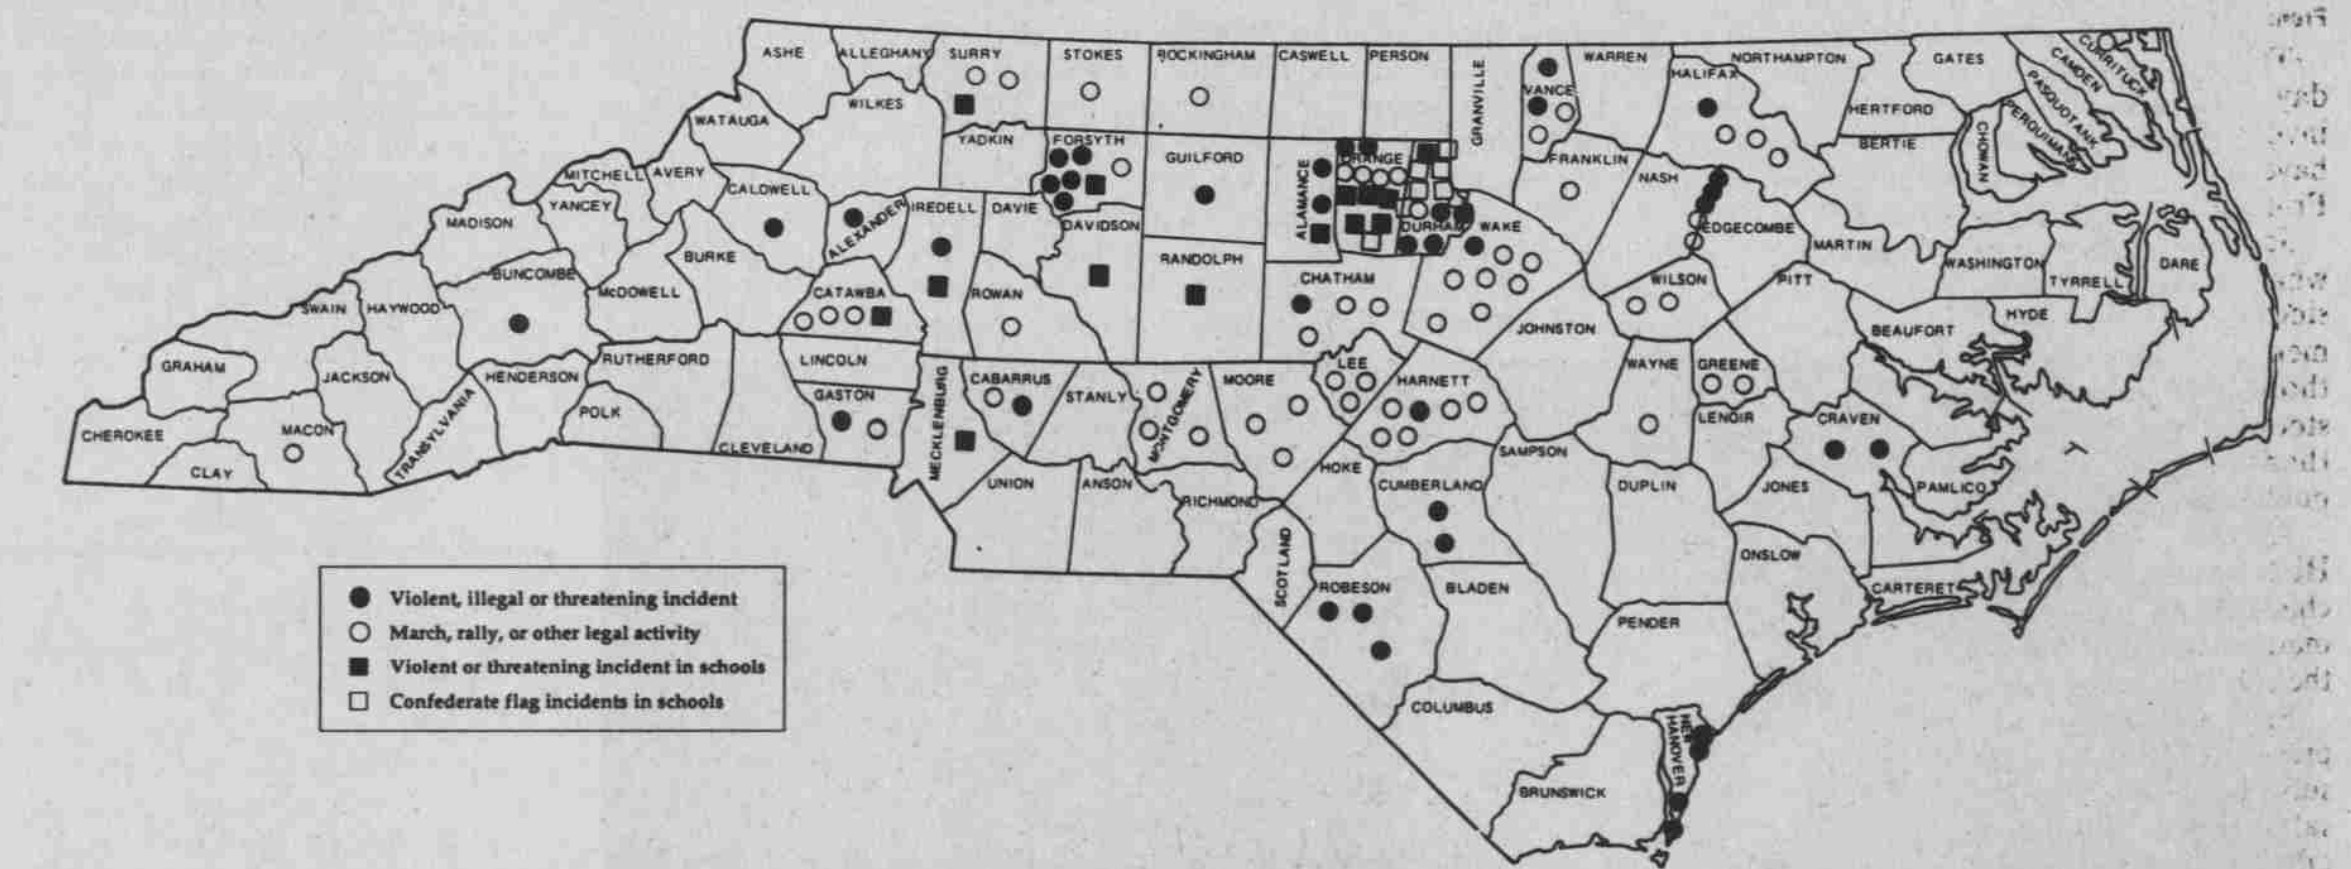 ASHE
ALLEGHANY
SURRY
STOKES
ROCKINGHAM
CASWELL
PERSON
GRANVILLE
VANCE
WARREN
HALIFAX
NORTHAMPTON
GATES
CURRITUCK
CAMDEN
PASQUOTANK
PERQUIMANS
CHOWAN
HERTFORD
BERTIE
WATAUGA
WILKES
YADKIN
FORSYTH
GUILFORD
ALAMANCE
ORANGE
DURHAM
FRANKLIN
NASH
EDGECOMBE
MARTIN
WASHINGTON
TYRRELL
DARE
MITCHELL
AVERY
CALDWELL
ALEXANDER
IREDELL
DAVIE
DAVIDSON
RANDOLPH
CHATHAM
WAKE
WILSON
PITT
BEAUFORT
HYDE
MADISON
YANCEY
BUNCOMBE
McDOWELL
BURKE
CATAWBA
ROWAN
JOHNSTON
SWAIN
HAYWOOD
GRAHAM
JACKSON
HENDERSON
RUTHERFORD
LINCOLN
GASTON
MECKLENBURG
CABARRUS
STANLY
MONTGOMERY
MOORE
LEE
HARNETT
WAYNE
GREENE
LENOIR
CRAVEN
CHEROKEE
MACON
CLAY
TRANSYLVANIA
POLK
CLEVELAND
UNION
ANSON
RICHMOND
HOKE
CUMBERLAND
SAMPSON
DUPLIN
JONES
PAMLICO
SCOTLAND
ROBESON
BLADEN
ONSLOW
CARTERET
PENDER
COLUMBUS
NEW
HANOVER
BRUNSWICK
Violent, illegal or threatening incident
March, rally, or other legal activity
Violent or threatening incident in schools
Confederate flag incidents in schools